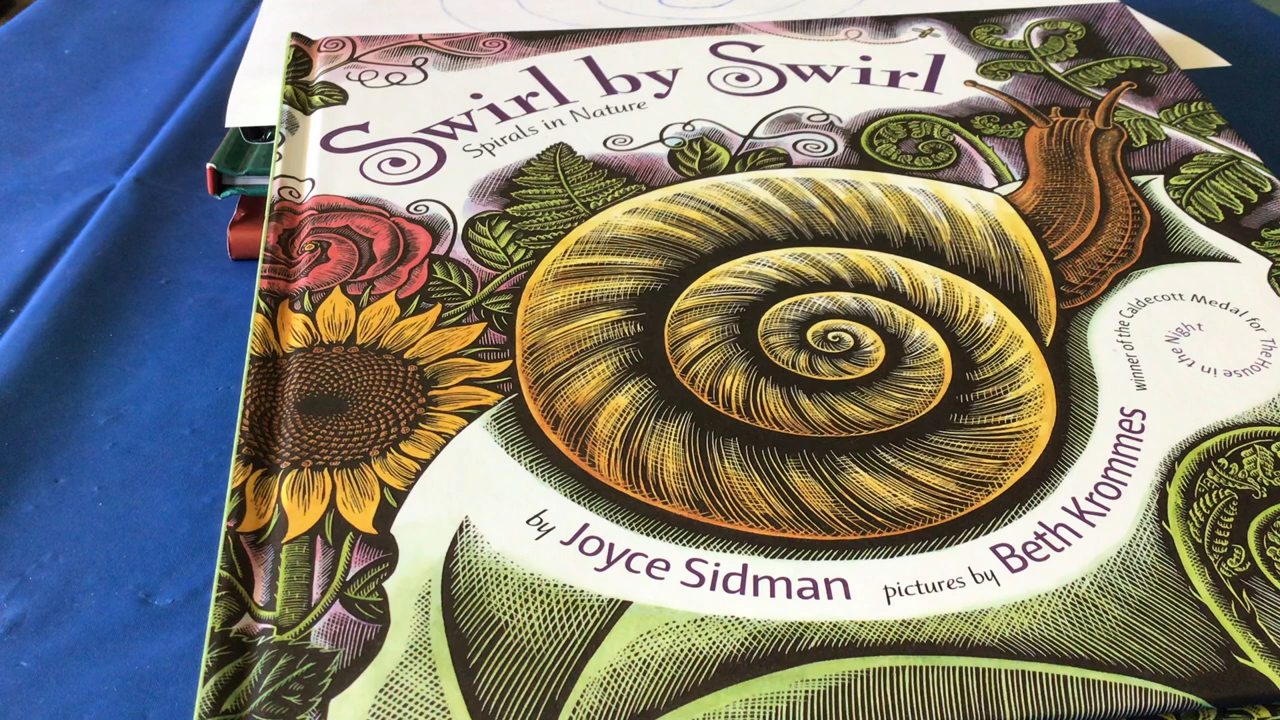 Swirl by Swirl
Spirals in Nature
winner of the Caldecott Medal for The House in the Night
by Joyce Sidman
pictures by Beth Krommes